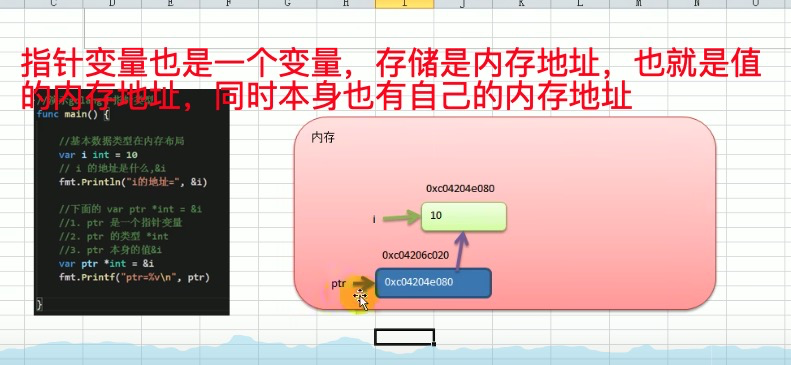 C D E F G H I J K L M N O
指针变量也是一个变量，存储是内存地址，也就是值
的内存地址，同时本身也有自己的内存地址
func main() {
//基本数据类型在内存布局
var i int = 10
// i 的地址是什么,&i
fmt.Println("i的地址=", &i)
//下面的 var ptr *int = &i
//1. ptr 是一个指针变量
//2. ptr 的类型 *int
//3. ptr 本身的值&i
var ptr *int = &i
fmt.Printf("ptr=%v\n", ptr)
}
内存
0xc04204e080
i
10
0xc04206c020
ptr
0xc04204e080